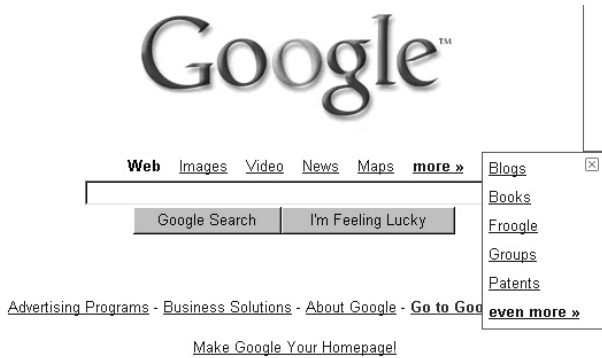 Google™
Web Images Video News Maps more »
Blogs
Books
Froogle
Groups
Patents
even more »
Google Search I'm Feeling Lucky
Advertising Programs - Business Solutions - About Google - Go to Goo
Make Google Your Homepage!